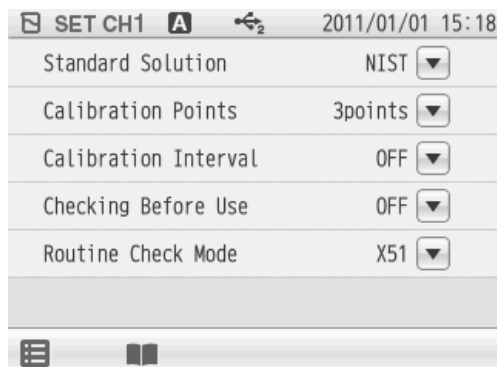 SET CH1 A 2 2011/01/01 15:18
Standard Solution NIST
Calibration Points 3points
Calibration Interval OFF
Checking Before Use OFF
Routine Check Mode X51